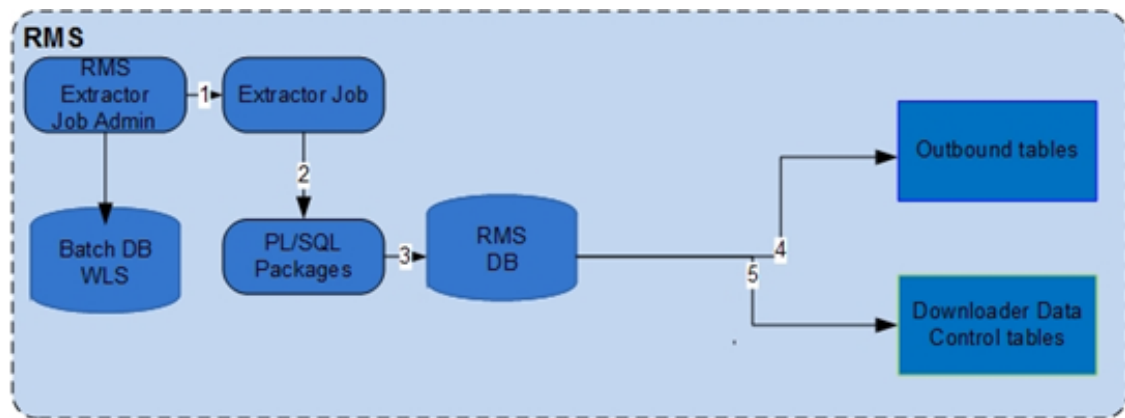 RMS
RMS
Extractor
Job Admin
1
Extractor Job
2
Batch DB
WLS
PL/SQL
Packages
3
RMS
DB
4
5
Outbound tables
Downloader Data
Control tables